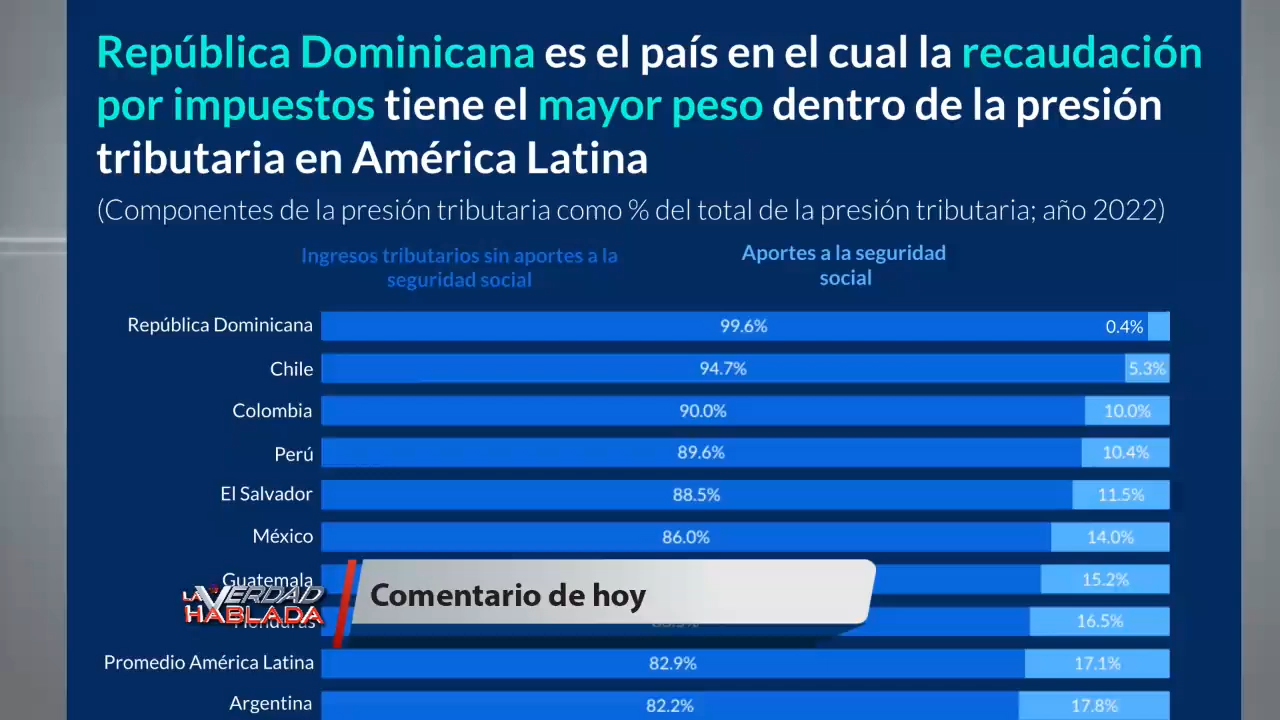 República Dominicana es el país en el cual la recaudación
por impuestos tiene el mayor peso dentro de la presión
tributaria en América Latina
(Componentes de la presión tributaria como % del total de la presión tributaria; año 2022)
Ingresos tributarios sin aportes a la
seguridad social
Aportes a la seguridad
social
República Dominicana 99.6% 0.4%
Chile 94.7% 5.3%
Colombia 90.0% 10.0%
Perú 89.6% 10.4%
El Salvador 88.5% 11.5%
México 86.0% 14.0%
Guatemala 15.2%
LA VERDAD
HABLADA
Comentario de hoy
Honduras 16.5%
Promedio América Latina 82.9% 17.1%
Argentina 82.2% 17.8%